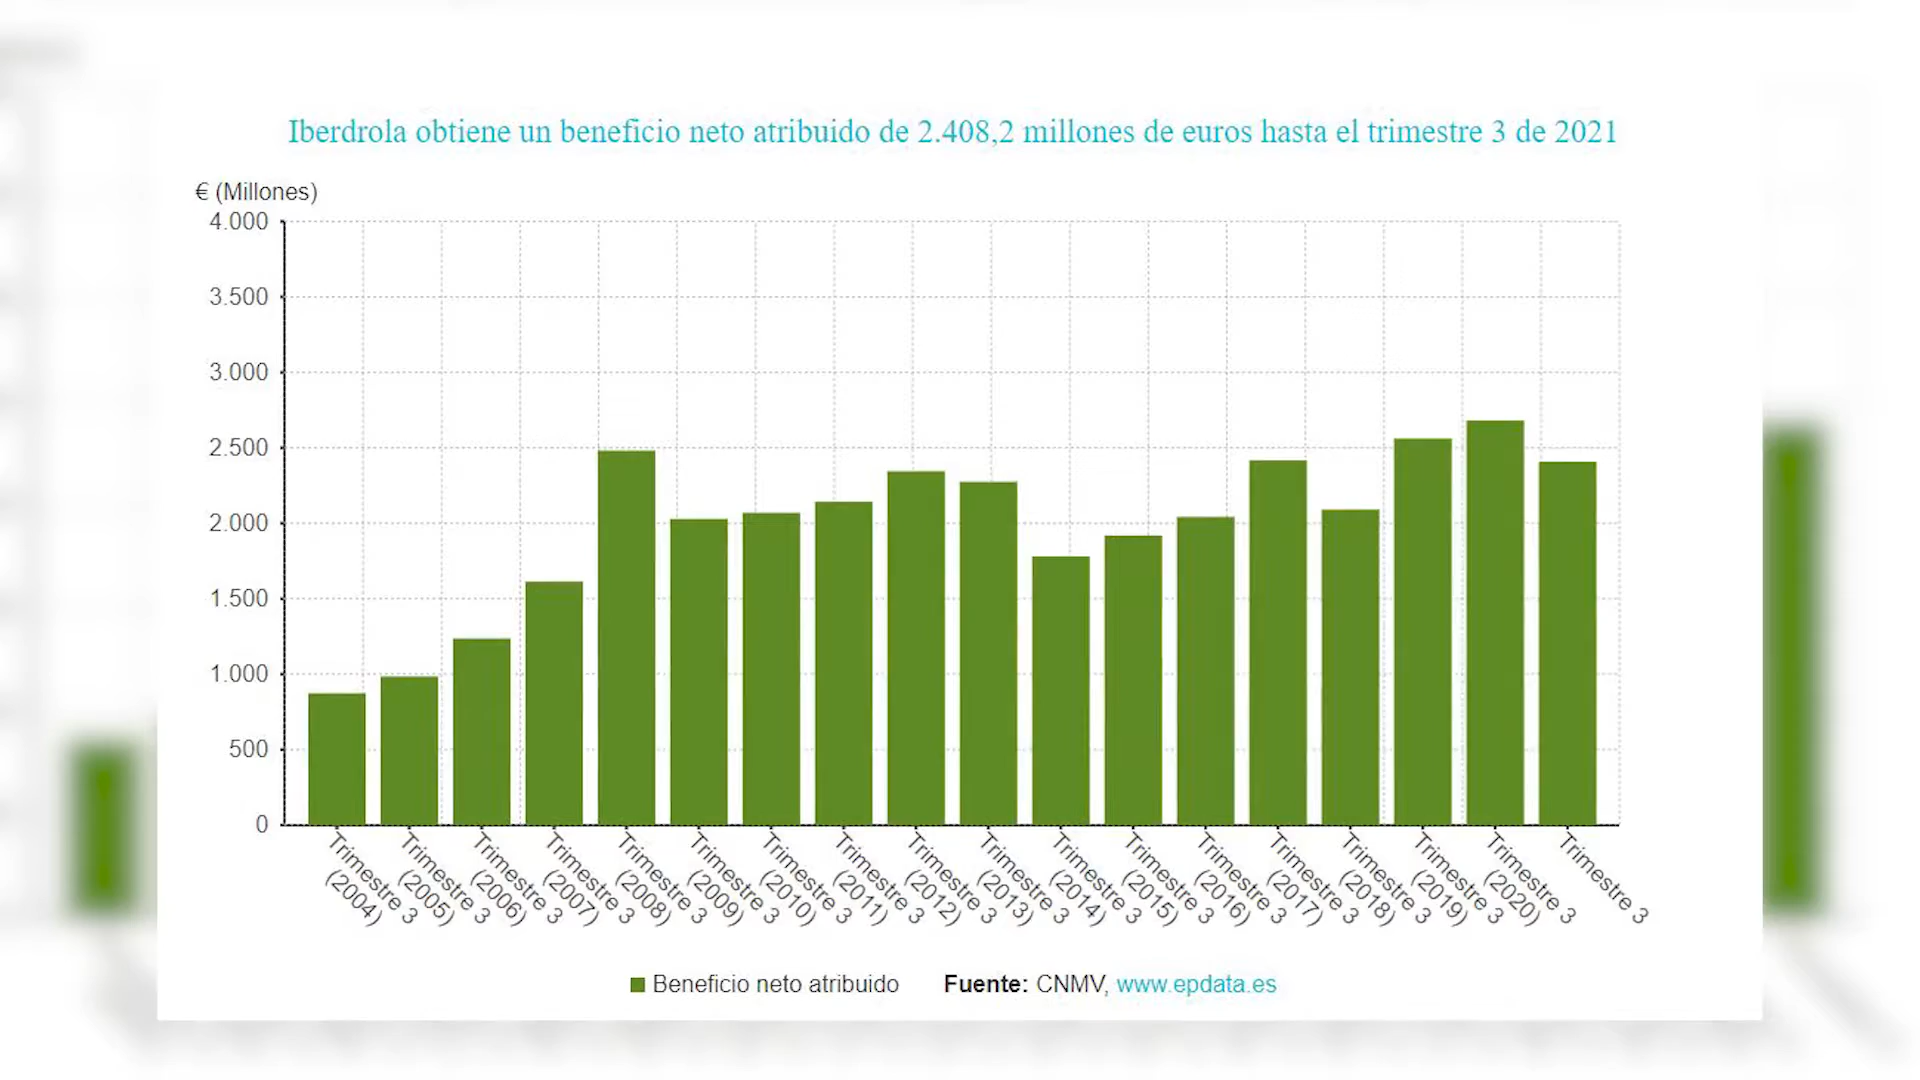 Iberdrola obtiene un beneficio neto atribuido de 2.408,2 millones de euros hasta el trimestre 3 de 2021
€ (Millones)
4.000
3.500
3.000
2.500
2.000
1.500
1.000
500
0
Trimestre 3
(2004)
Trimestre 3
(2005)
Trimestre 3
(2006)
Trimestre 3
(2007)
Trimestre 3
(2008)
Trimestre 3
(2009)
Trimestre 3
(2010)
Trimestre 3
(2011)
Trimestre 3
(2012)
Trimestre 3
(2013)
Trimestre 3
(2014)
Trimestre 3
(2015)
Trimestre 3
(2016)
Trimestre 3
(2017)
Trimestre 3
(2018)
Trimestre 3
(2019)
Trimestre 3
(2020)
Trimestre 3
Beneficio neto atribuido Fuente: CNMV, www.epdata.es